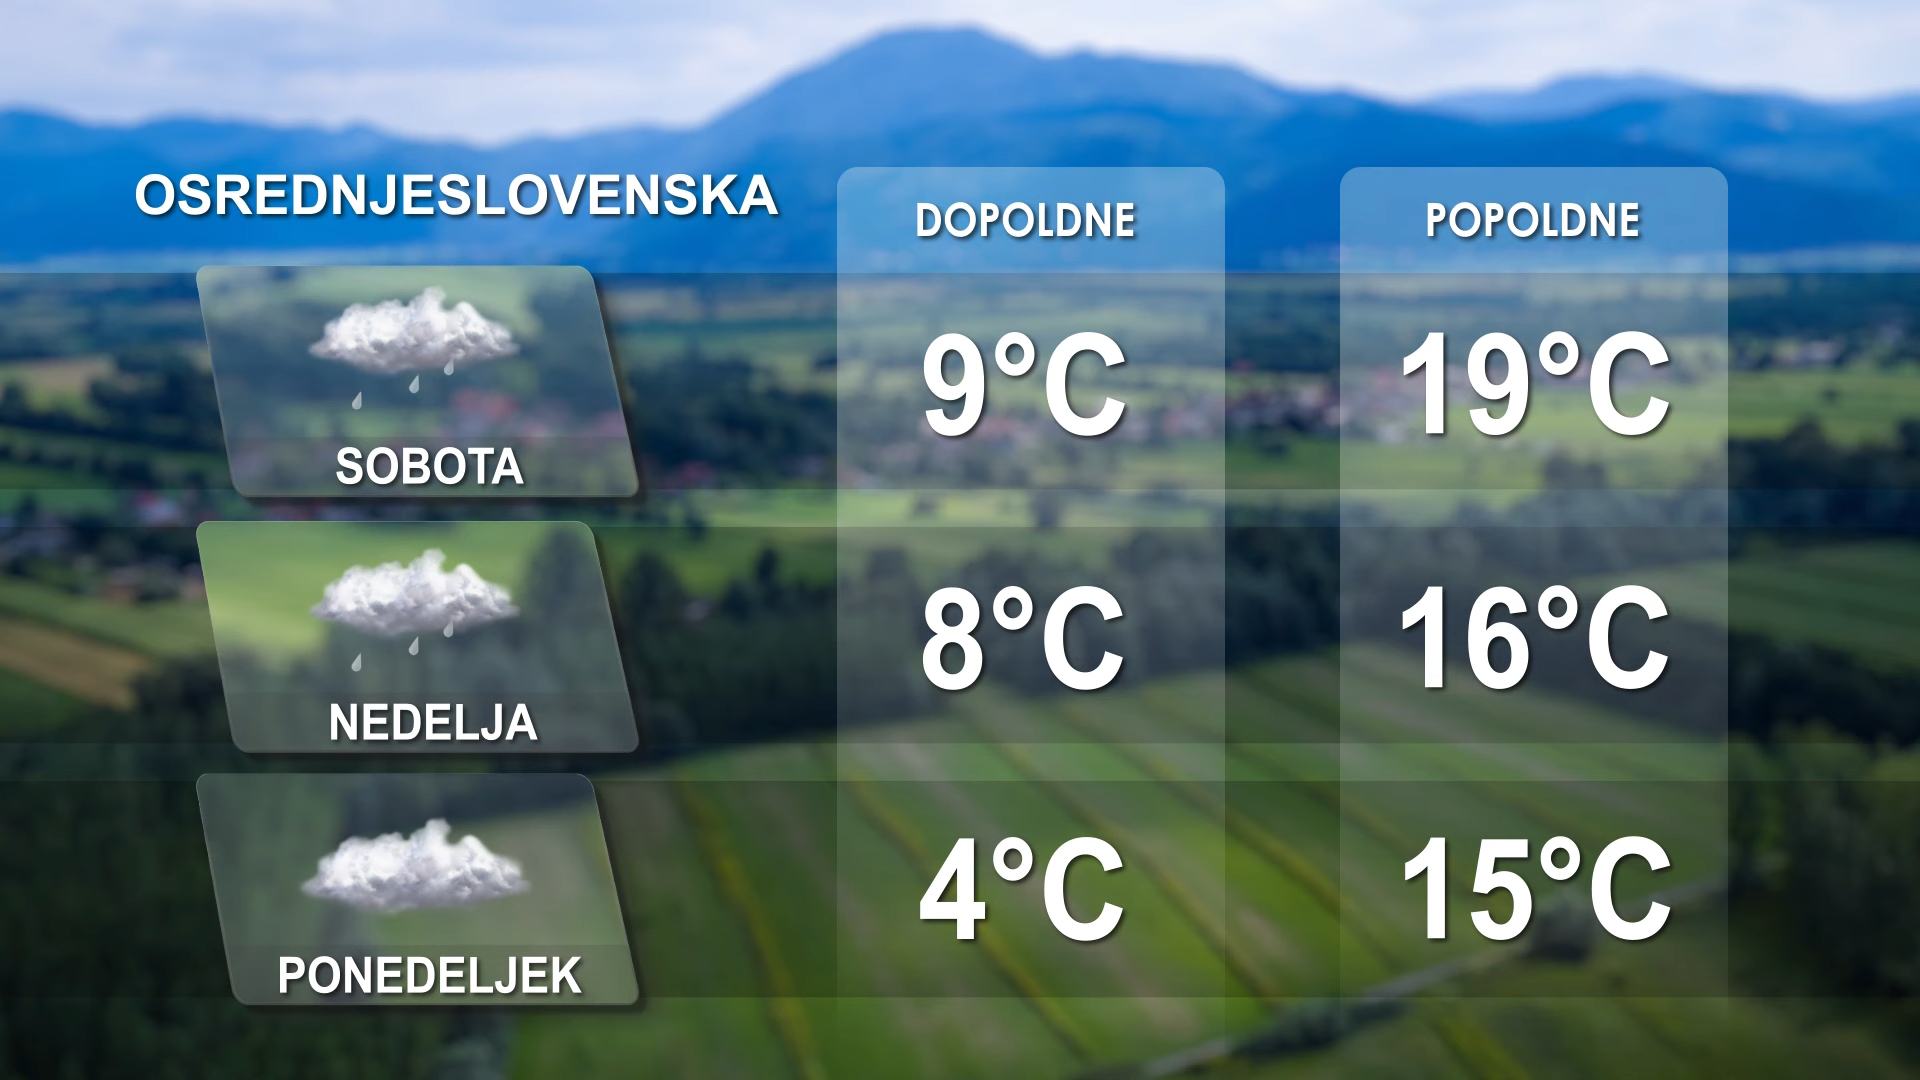 OSREDNJESLOVENSKA
DOPOLDNE
POPOLDNE
SOBOTA
9°C
19°C
NEDELJA
8°C
16°C
PONEDELJEK
4°C
15°C